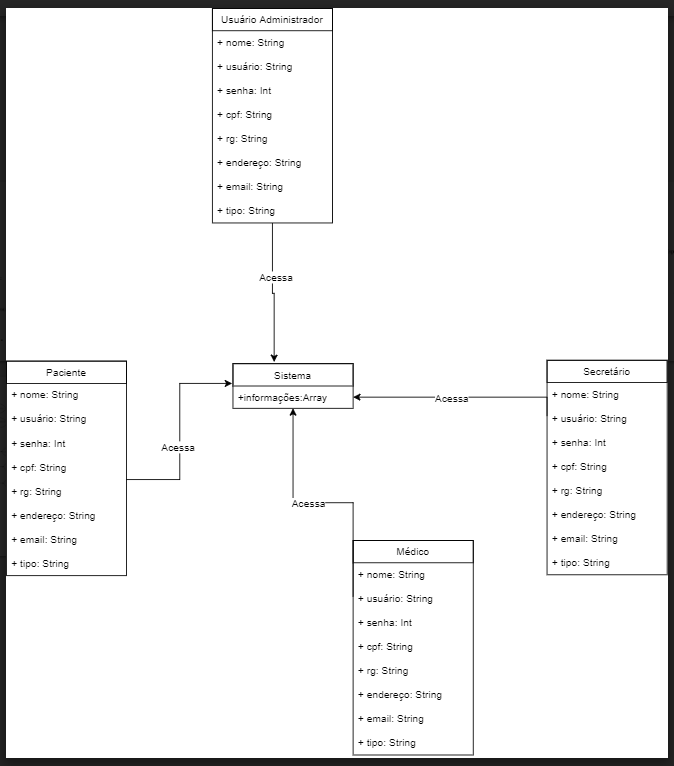 Usuário Administrador
+ nome: String
+ usuário: String
+ senha: Int
+ cpf: String
+ rg: String
+ endereço: String
+ email: String
+ tipo: String
Acessa
Paciente
+ nome: String
+ usuário: String
+ senha: Int
+ cpf: String
+ rg: String
+ endereço: String
+ email: String
+ tipo: String
Acessa
Sistema
+informações:Array
Acessa
Secretário
+ nome: String
+ usuário: String
+ senha: Int
+ cpf: String
+ rg: String
+ endereço: String
+ email: String
+ tipo: String
Acessa
Médico
+ nome: String
+ usuário: String
+ senha: Int
+ cpf: String
+ rg: String
+ endereço: String
+ email: String
+ tipo: String